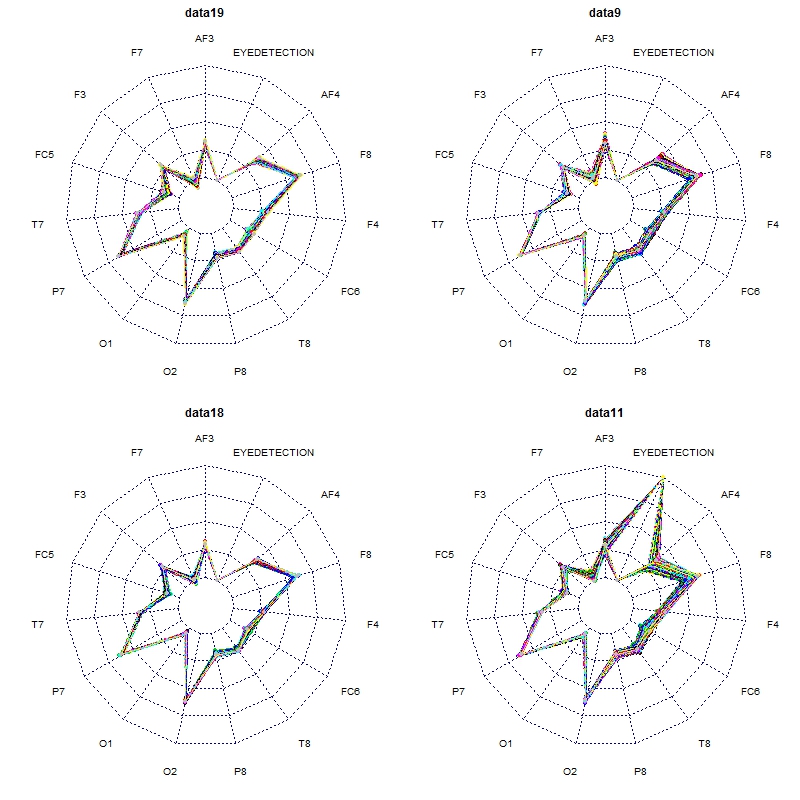 data19
AF3
EYEDETECTION
AF4
F8
F4
FC6
T8
P8
O2
O1
P7
T7
FC5
F3
F7
data9
AF3
EYEDETECTION
AF4
F8
F4
FC6
T8
P8
O2
O1
P7
T7
FC5
F3
F7
data18
AF3
EYEDETECTION
AF4
F8
F4
FC6
T8
P8
O2
O1
P7
T7
FC5
F3
F7
data11
AF3
EYEDETECTION
AF4
F8
F4
FC6
T8
P8
O2
O1
P7
T7
FC5
F3
F7